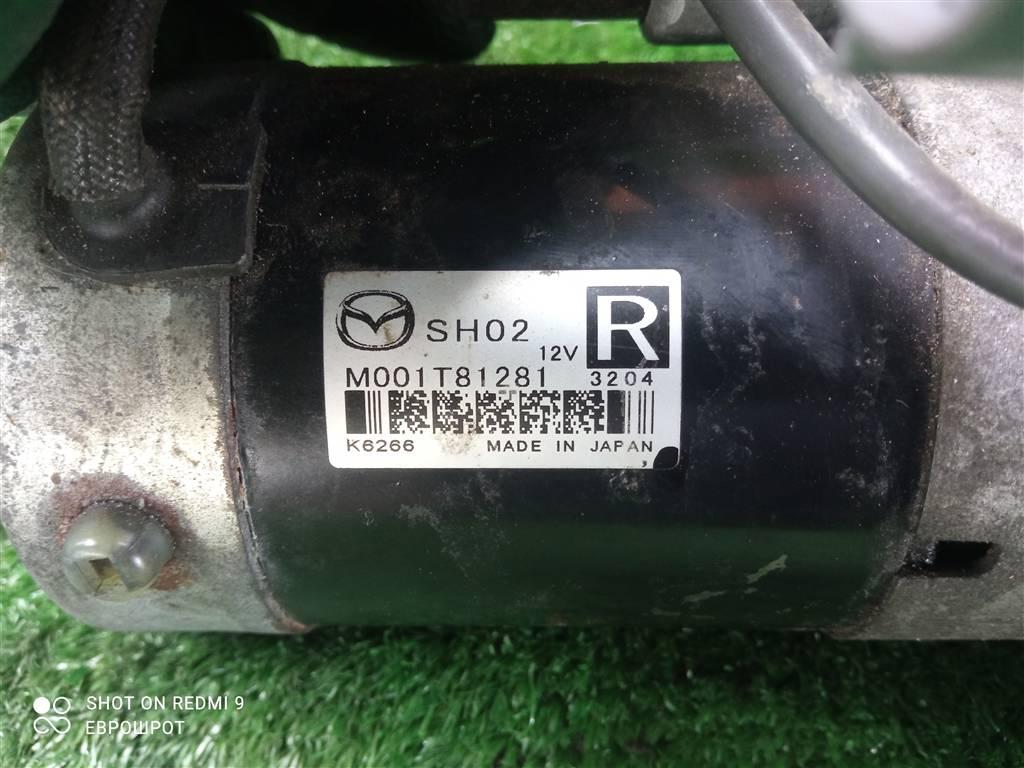 SH02
12V
R
M001T81281 3204
K6266 MADE IN JAPAN
SHOT ON REDMI 9
ЕВРОШРОТ